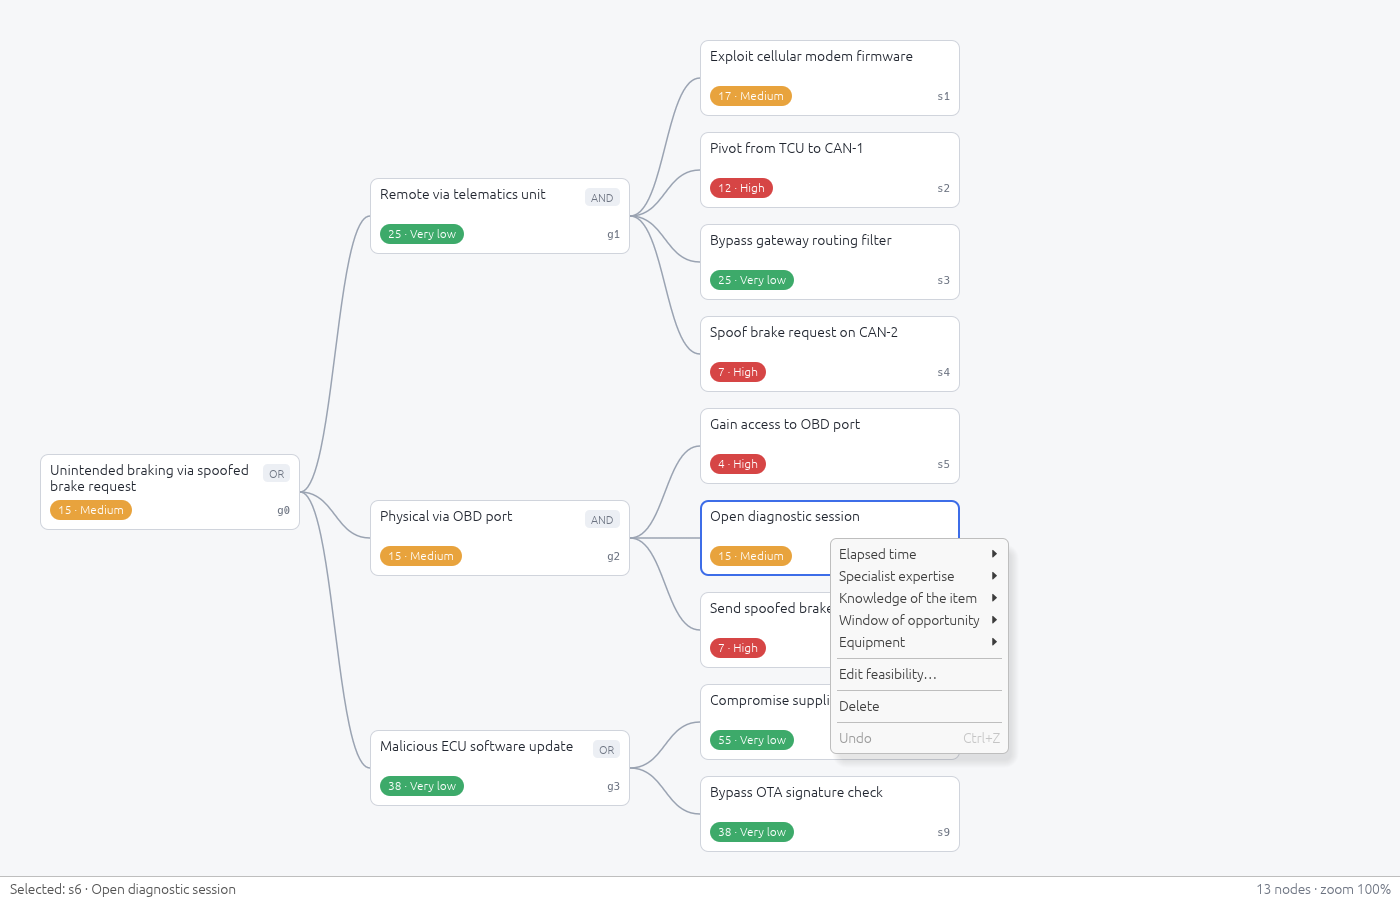 Exploit cellular modem firmware
17 · Medium
s1
Pivot from TCU to CAN-1
12 · High
s2
Remote via telematics unit
AND
25 · Very low
g1
Bypass gateway routing filter
25 · Very low
s3
Spoof brake request on CAN-2
7 · High
s4
Gain access to OBD port
4 · High
s5
Unintended braking via spoofed
brake request
OR
15 · Medium
g0
Physical via OBD port
AND
15 · Medium
g2
Open diagnostic session
15 · Medium
Send spoofed brake
7 · High
Elapsed time
Specialist expertise
Knowledge of the item
Window of opportunity
Equipment
Edit feasibility…
Delete
Undo Ctrl+Z
Compromise
55 · Very low
Malicious ECU software update
OR
38 · Very low
g3
Bypass OTA signature check
38 · Very low
s9
Selected: s6 · Open diagnostic session
13 nodes · zoom 100%